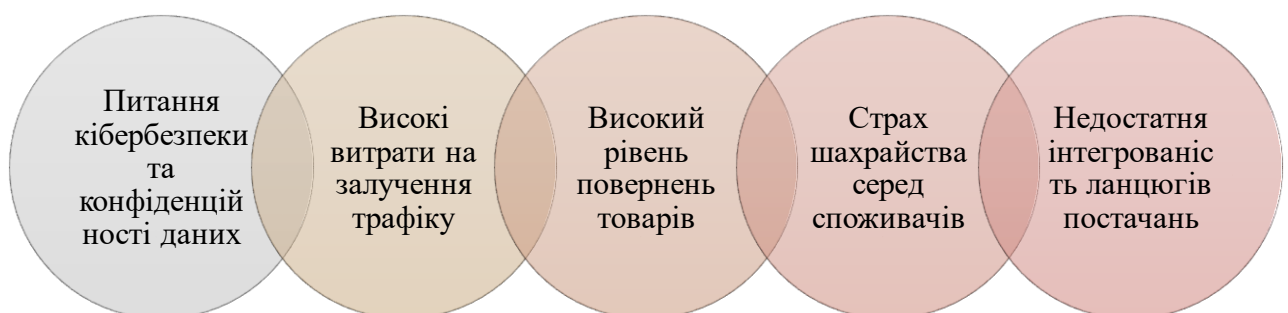 Питання
кібербезпеки
та
конфіденцій
ності даних
Високі
витрати на
залучення
трафіку
Високий
рівень
повернень
товарів
Страх
шахрайства
серед
споживачів
Недостатня
інтегрованіс
ть ланцюгів
постачань